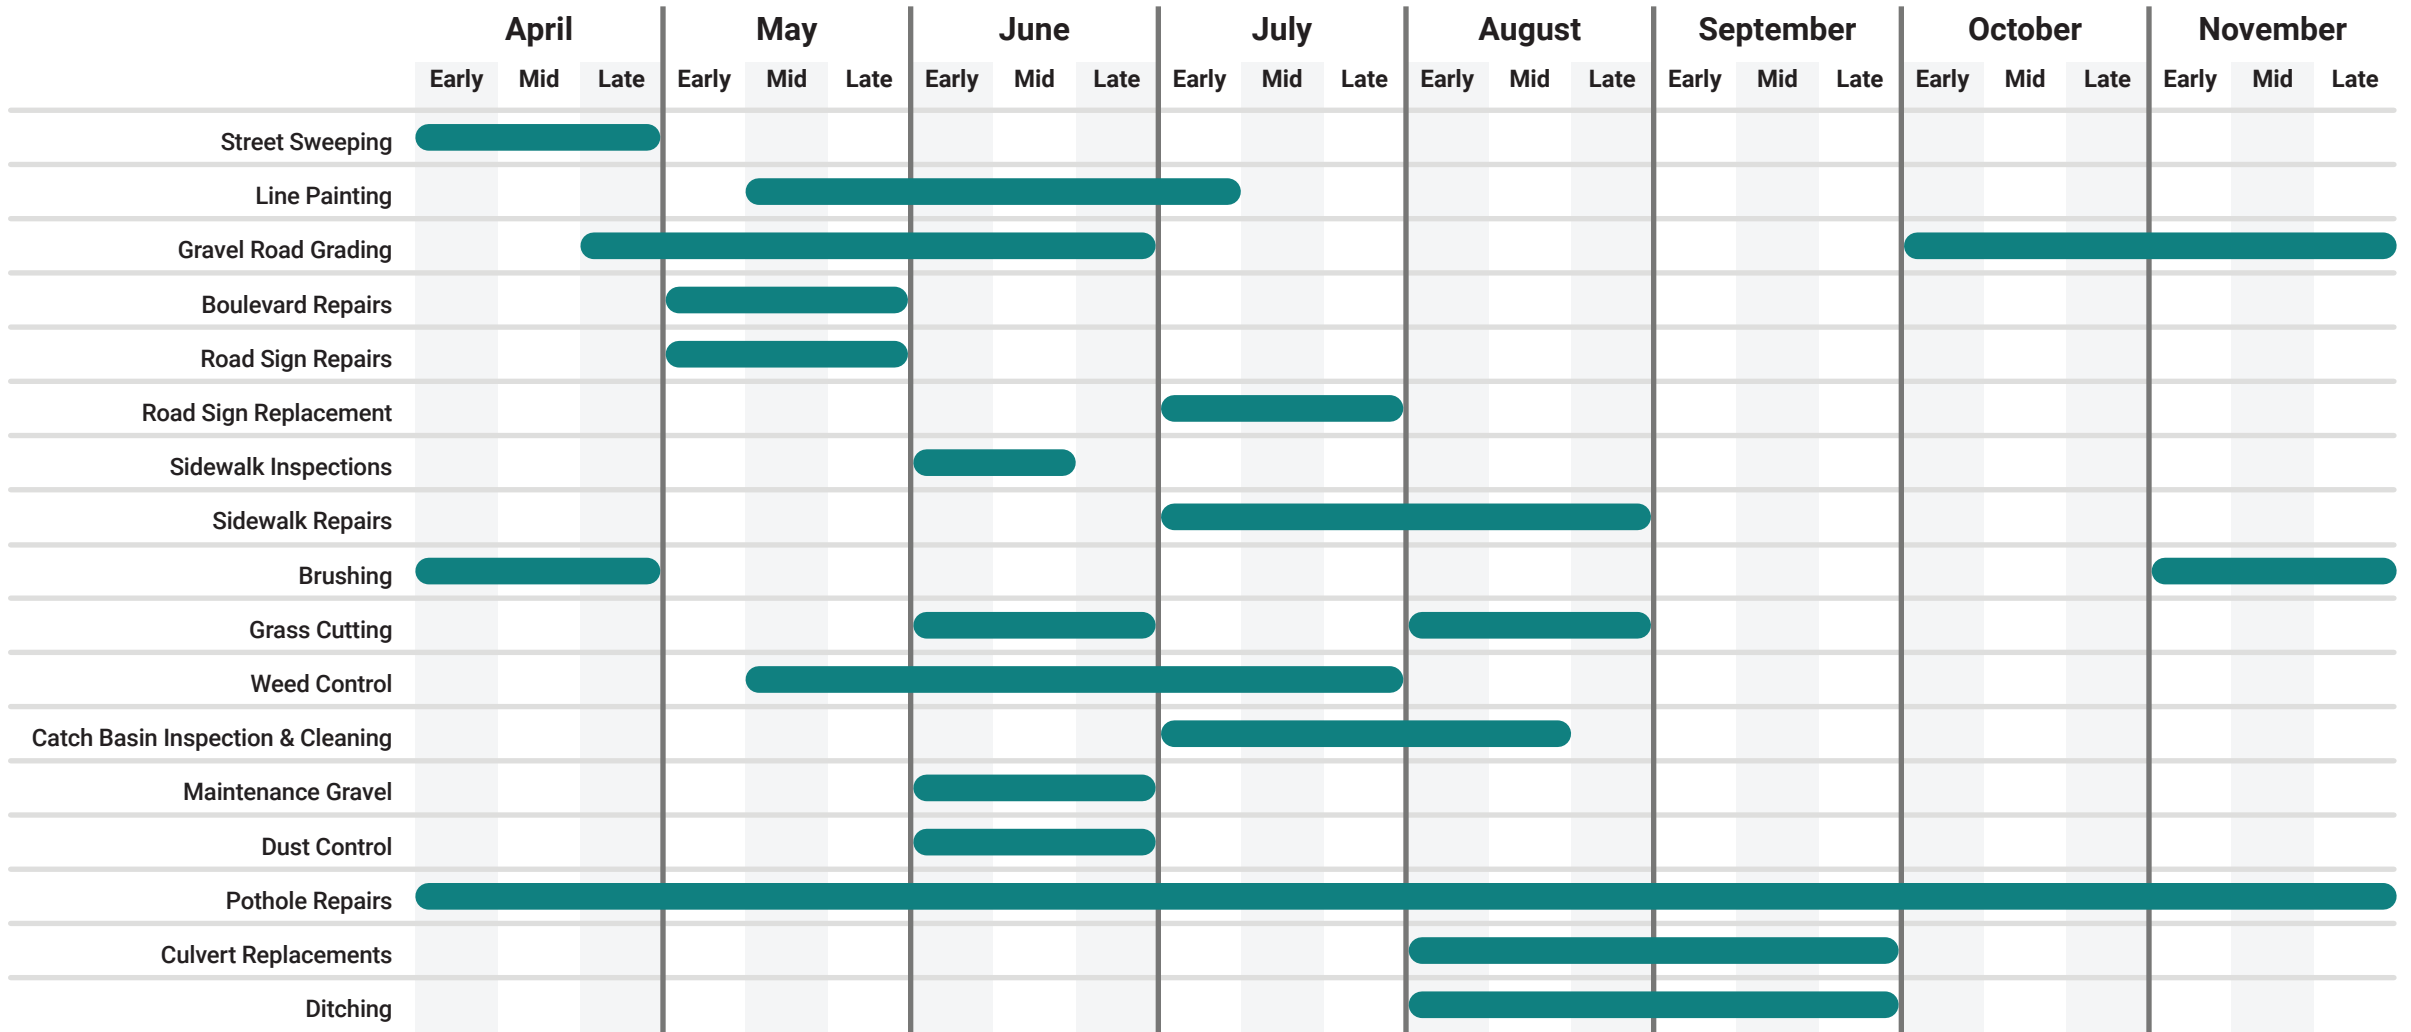 April May June July August September October November
Early Mid Late Early Mid Late Early Mid Late Early Mid Late Early Mid Late Early Mid Late Early Mid Late Early Mid Late
Street Sweeping
Line Painting
Gravel Road Grading
Boulevard Repairs
Road Sign Repairs
Road Sign Replacement
Sidewalk Inspections
Sidewalk Repairs
Brushing
Grass Cutting
Weed Control
Catch Basin Inspection & Cleaning
Maintenance Gravel
Dust Control
Pothole Repairs
Culvert Replacements
Ditching